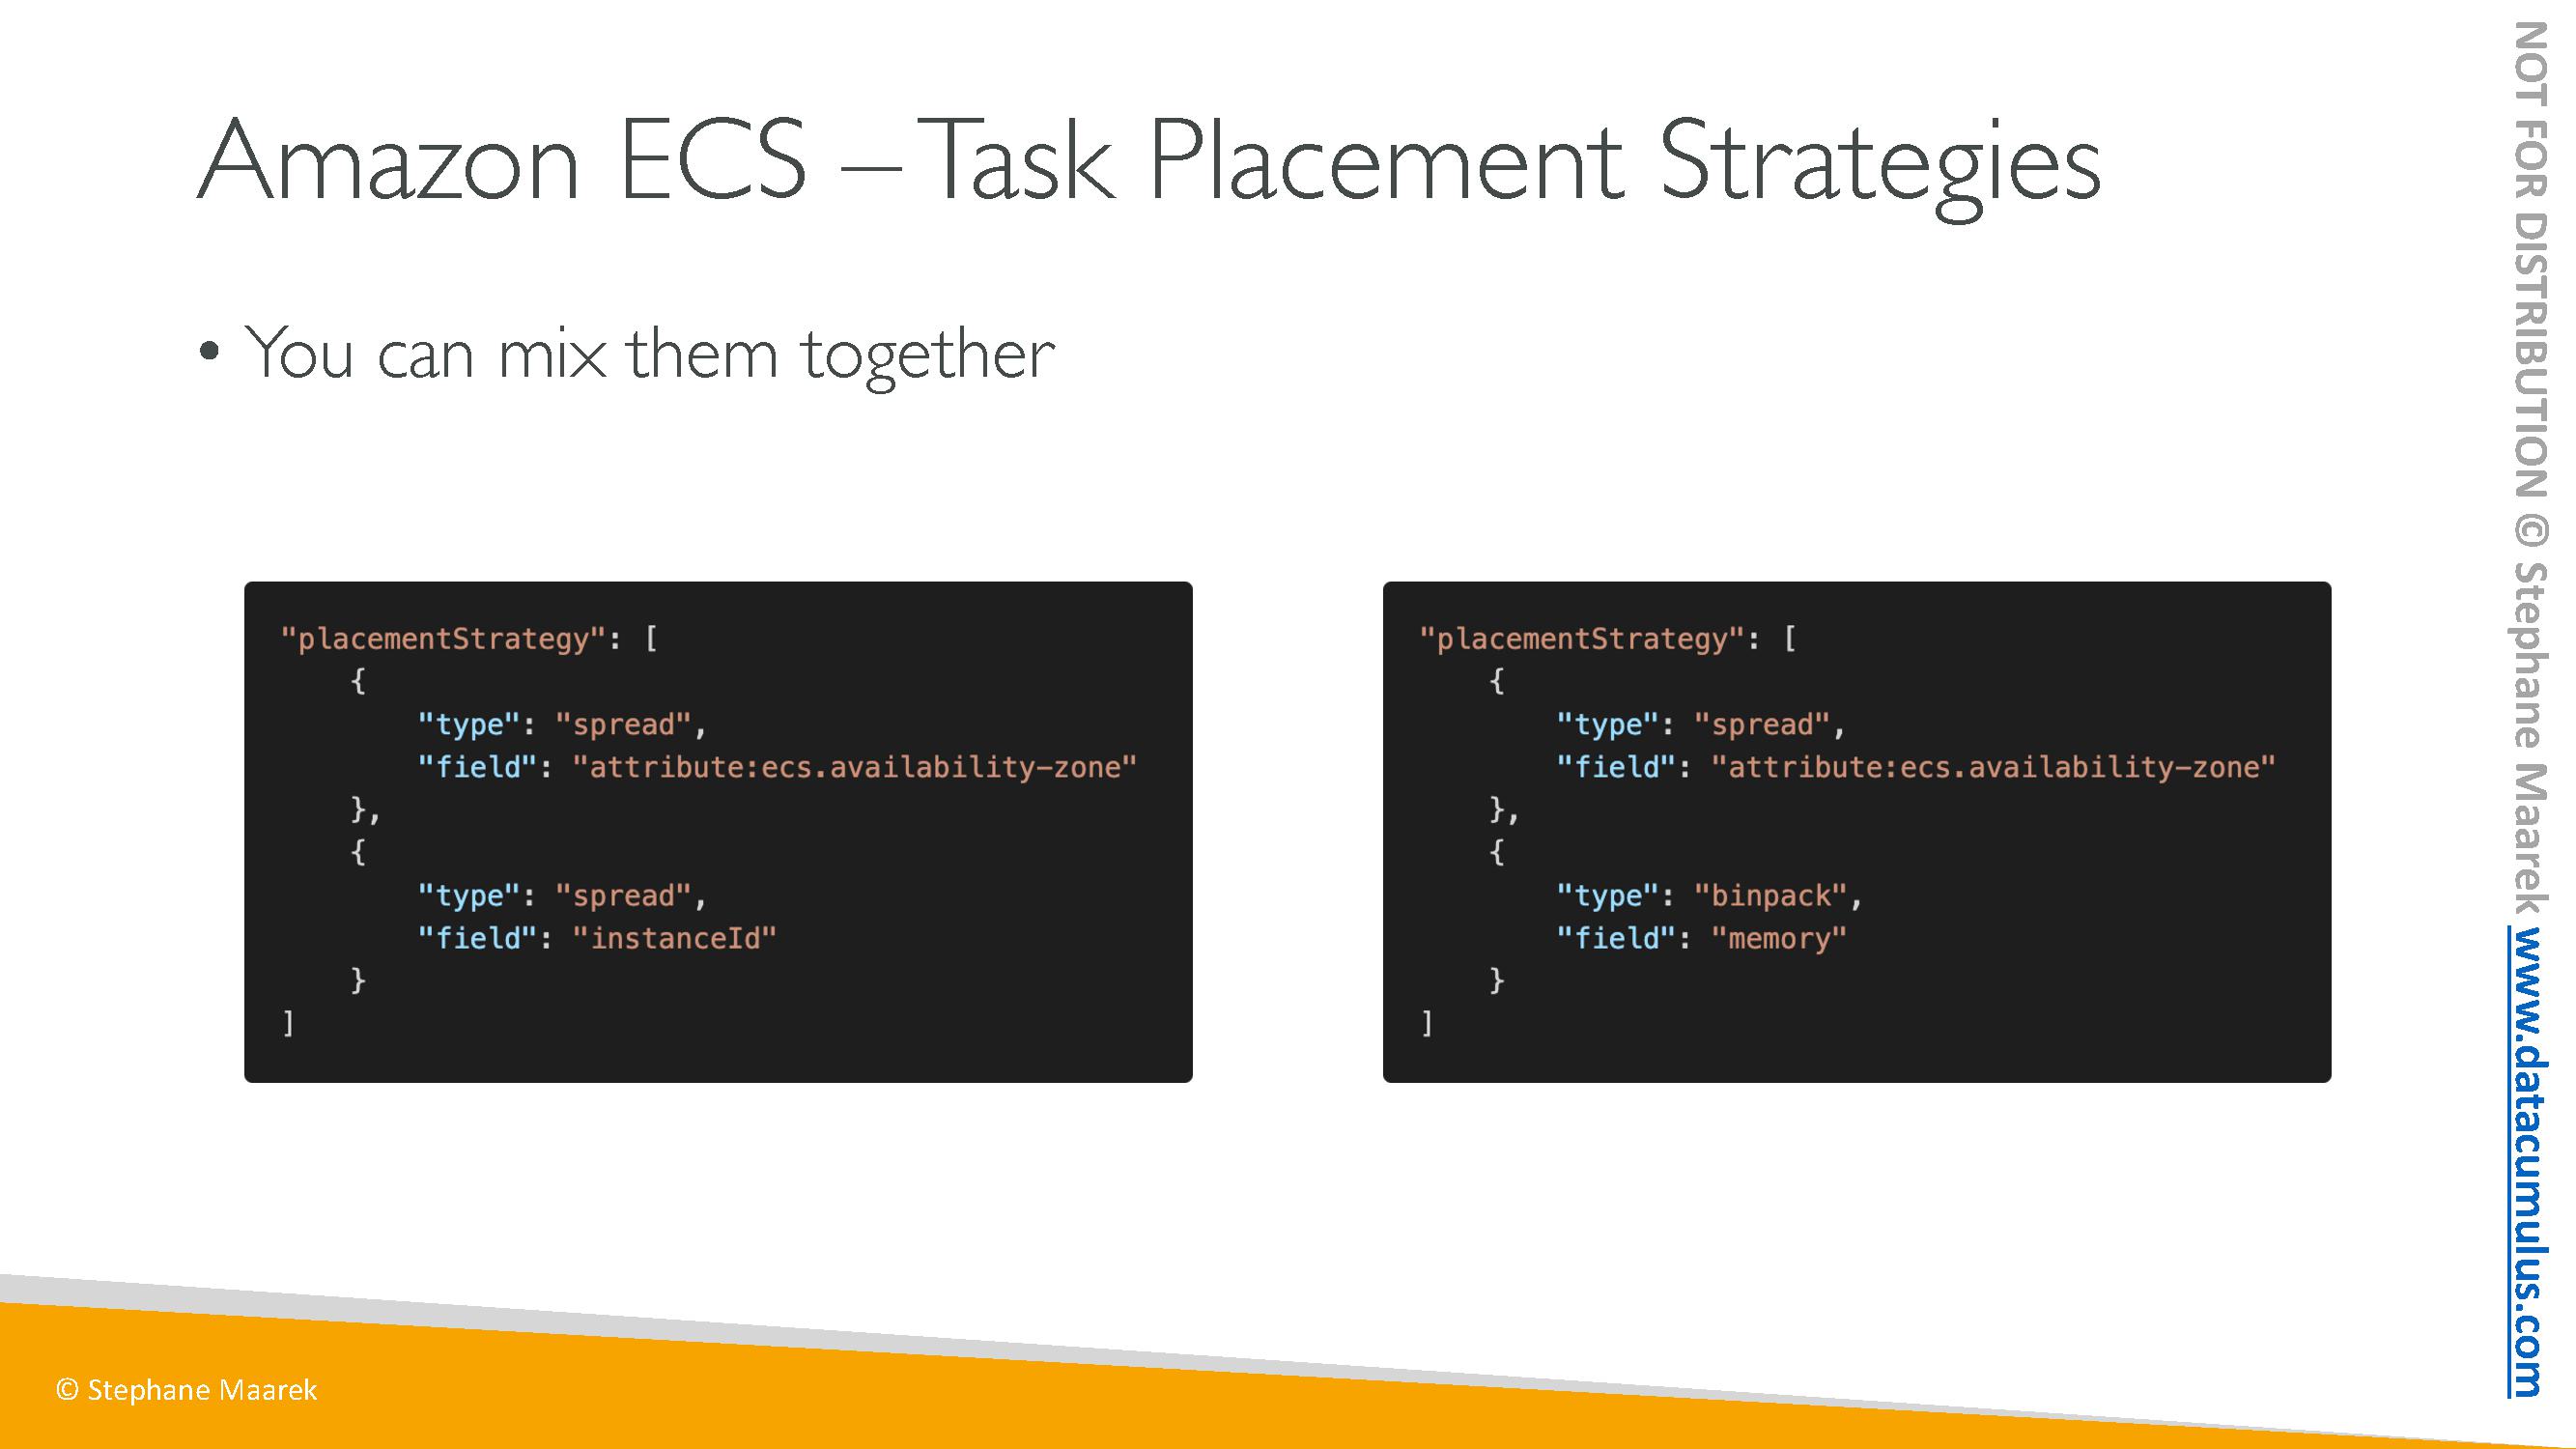 Amazon ECS – Task Placement Strategies
• You can mix them together
"placementStrategy": [
    {
        "type": "spread",
        "field": "attribute:ecs.availability-zone"
    },
    {
        "type": "spread",
        "field": "instanceId"
    }
]
"placementStrategy": [
    {
        "type": "spread",
        "field": "attribute:ecs.availability-zone"
    },
    {
        "type": "binpack",
        "field": "memory"
    }
]
© Stephane Maarek
NOT FOR DISTRIBUTION © Stephane Maarek www.datacumulus.com